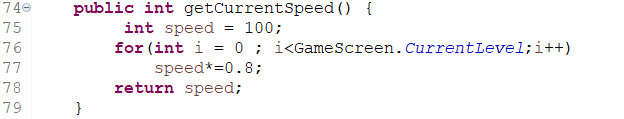 74 public int getCurrentSpeed() {
75 int speed = 100;
76 for(int i = 0 ; i<GameScreen.CurrentLevel;i++)
77 speed*=0.8;
78 return speed;
79 }